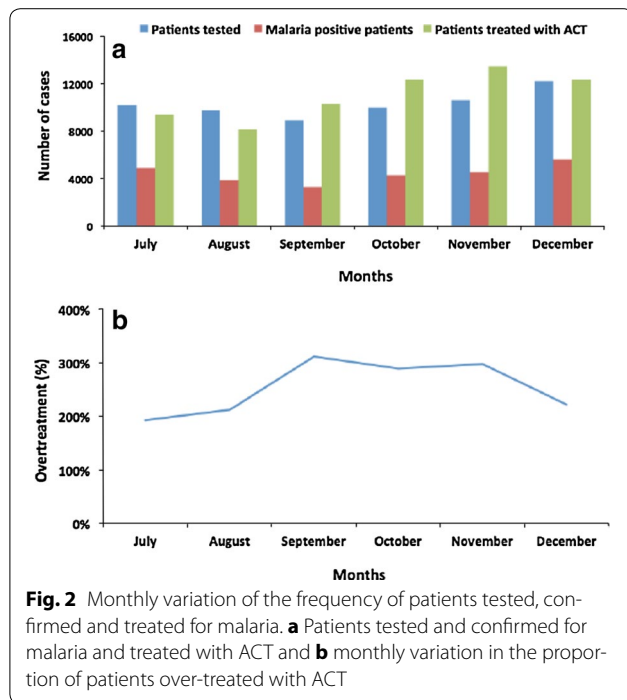 Patients tested Malaria positive patients Patients treated with ACT
a
16000
12000
8000
4000
0
Number of cases
July August September October November December
Months
b
400%
300%
200%
100%
0%
Overtreatment (%)
July August September October November December
Months
Fig. 2 Monthly variation of the frequency of patients tested, con-
firmed and treated for malaria. a Patients tested and confirmed for
malaria and treated with ACT and b monthly variation in the propor-
tion of patients over-treated with ACT